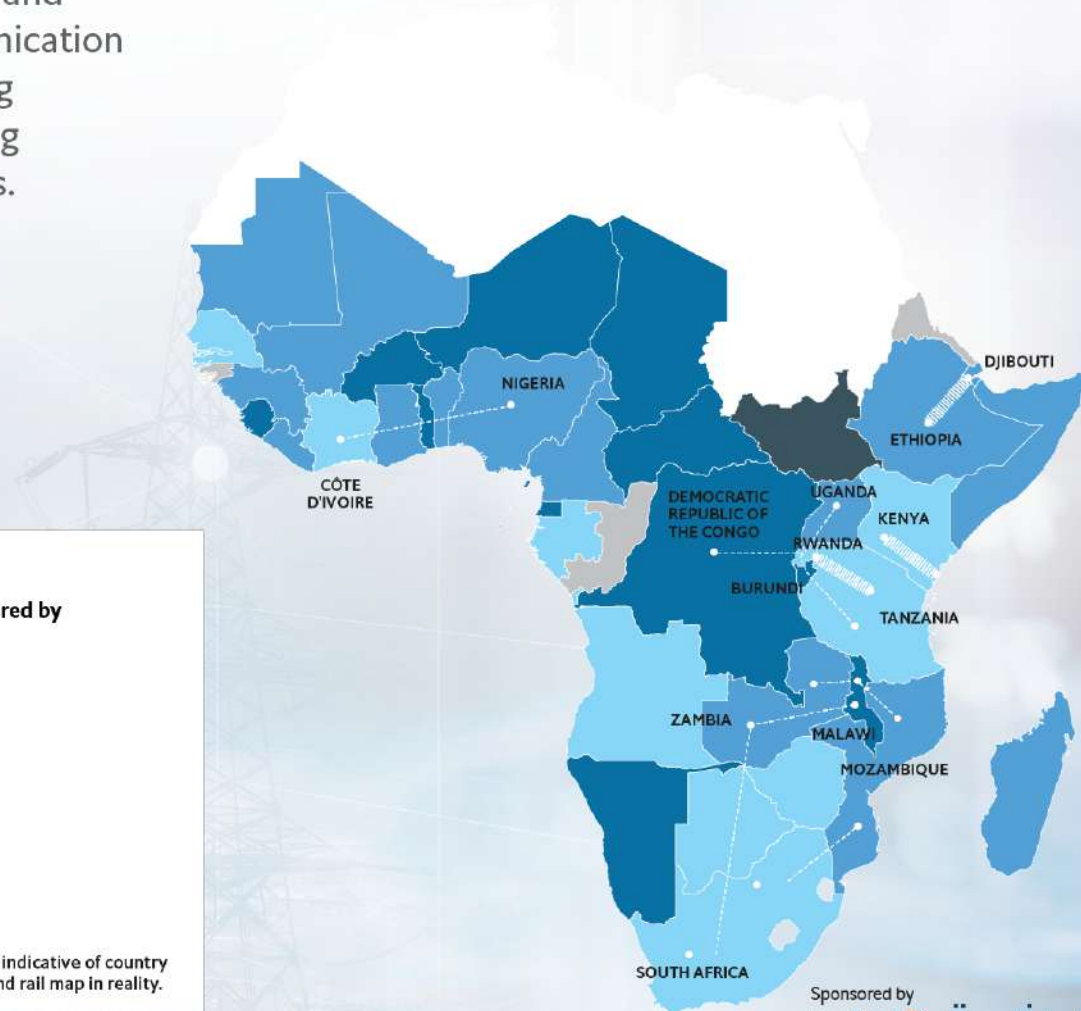 nication
g
g
s.
DJIBOUTI
NIGERIA
ETHIOPIA
CÔTE
D'IVOIRE
DEMOCRATIC
REPUBLIC OF
THE CONGO
UGANDA
KENYA
RWANDA
BURUNDI
TANZANIA
red by
ZAMBIA
MALAWI
MOZAMBIQUE
indicative of country
nd rail map in reality.
SOUTH AFRICA
Sponsored by